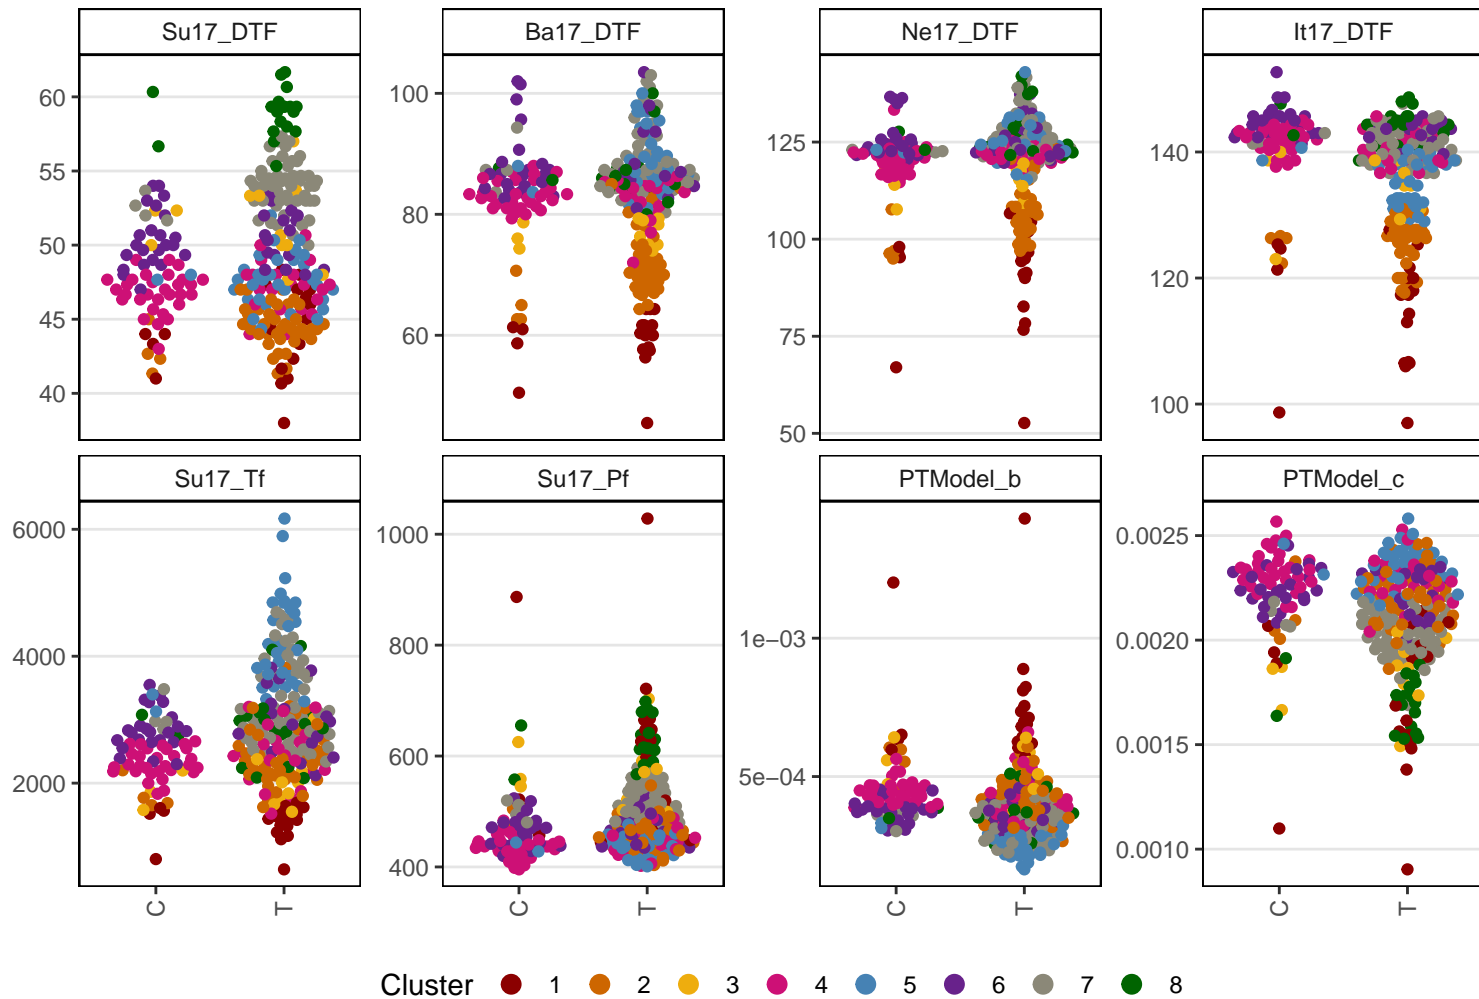 Su17_DTF Ba17_DTF Ne17_DTF It17_DTF
60 100 125 140
55
50 80 100 120
45 60 75
40 50 100
Su17_Tf Su17_Pf PTModel_b PTModel_c
6000 1000 1e−03 0.0025
4000 800 0.0020
2000 600 5e−04 0.0015
400 0.0010
C T C T C T C T
Cluster 1 2 3 4 5 6 7 8